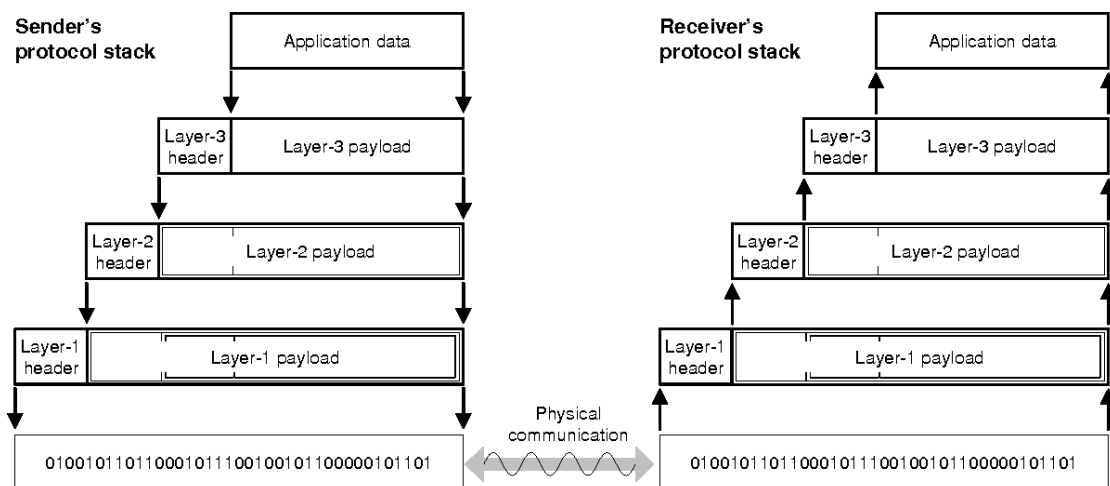 Sender's
protocol stack
Application data
Layer-3
header
Layer-3 payload
Layer-2
header
Layer-2 payload
Layer-1
header
Layer-1 payload
010010110110001011100100101100000101101
Physical
communication
Receiver's
protocol stack
Application data
Layer-3
header
Layer-3 payload
Layer-2
header
Layer-2 payload
Layer-1
header
Layer-1 payload
010010110110001011100100101100000101101